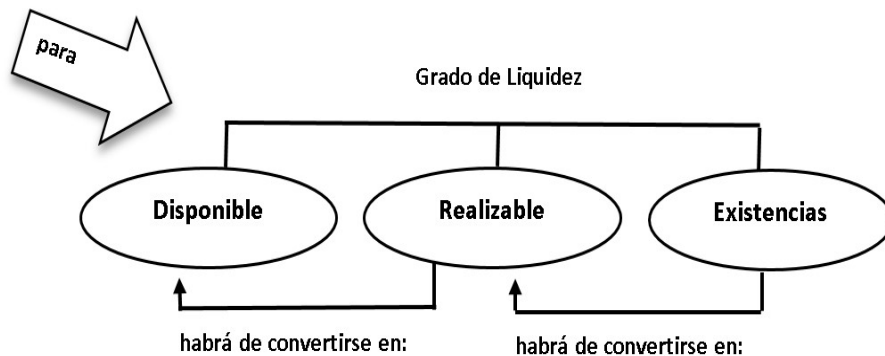 para
Grado de Liquidez
Disponible
Realizable
Existencias
habrá de convertirse en:
habrá de convertirse en: